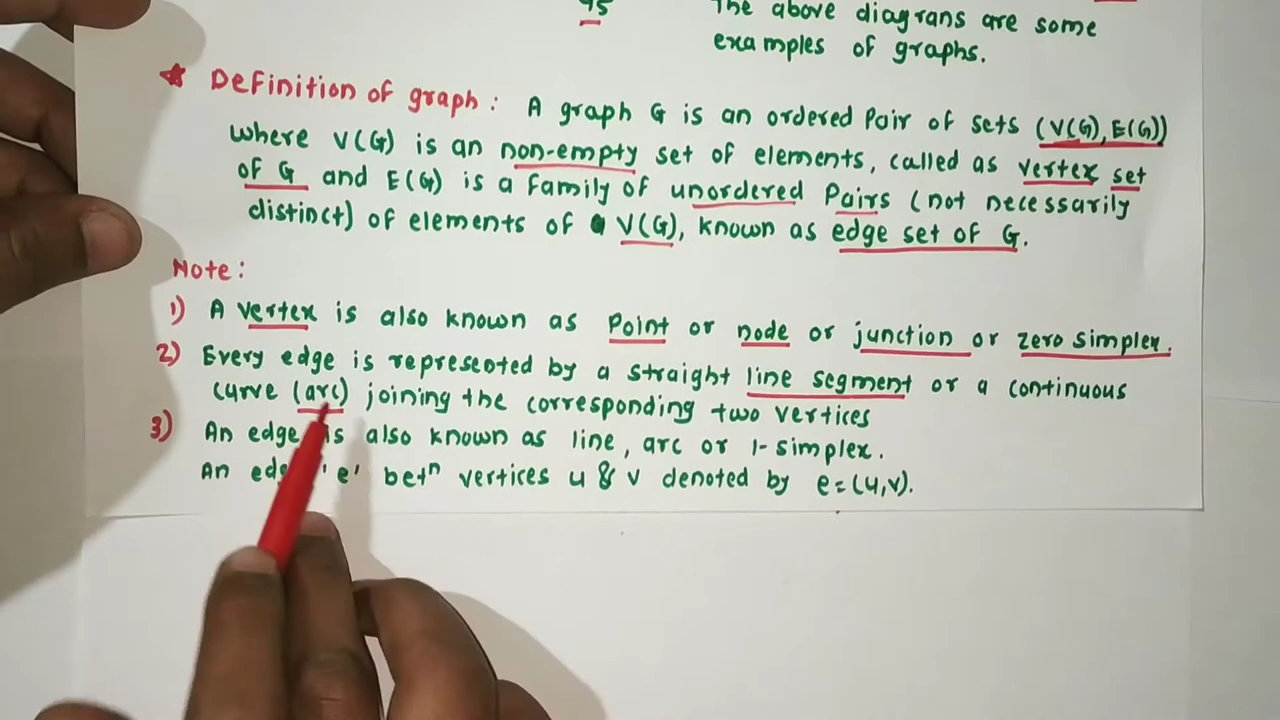 The above diagrans are some
examples of graphs.
★ Definition of graph: A graph G is an ordered Pair of sets (V(G), E(G))
where V(G) is an non-empty set of elements, called as vertex set
of G and E(G) is a family of unordered Pairs (not necessarily
distinct) of elements of V(G), known as edge set of G.
Note:
1) A vertex is also known as Point or node or junction or zero simplex.
2) Every edge is represented by a straight line segment or a continuous
curve (arc) joining the corresponding two vertices
3) An edge is also known as line, arc or 1-simplex.
An edge 'e' betⁿ vertices u & v denoted by e=(u,v).